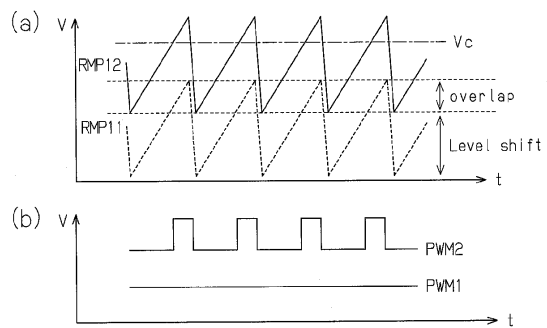 (a)
V
Vc
RMP12
overlap
RMP11
Level shift
t
(b)
V
PWM2
PWM1
t